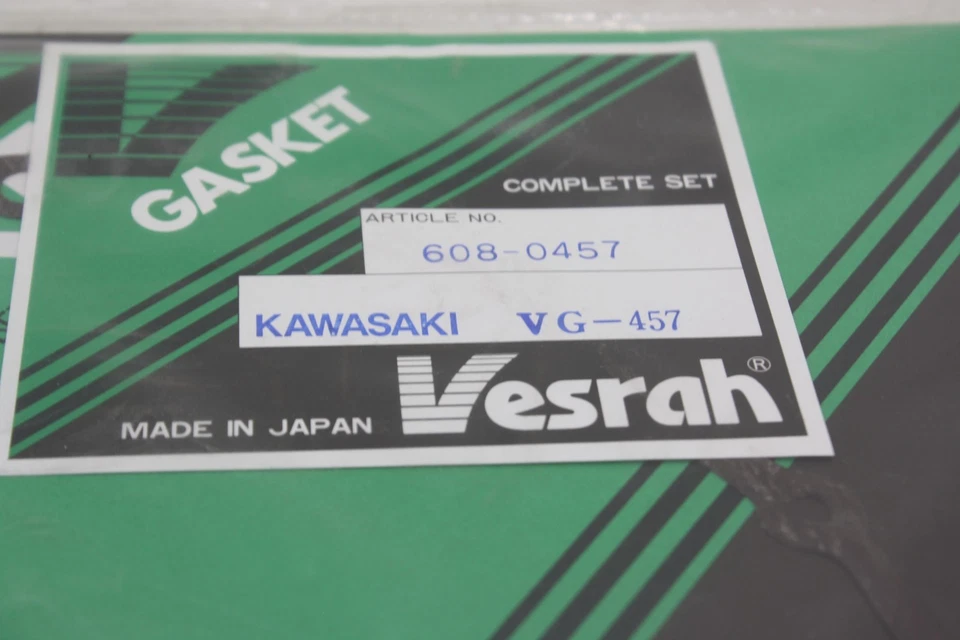 GASKET
COMPLETE SET
ARTICLE NO.
608-0457
KAWASAKI VG-457
MADE IN JAPAN Vesrah®